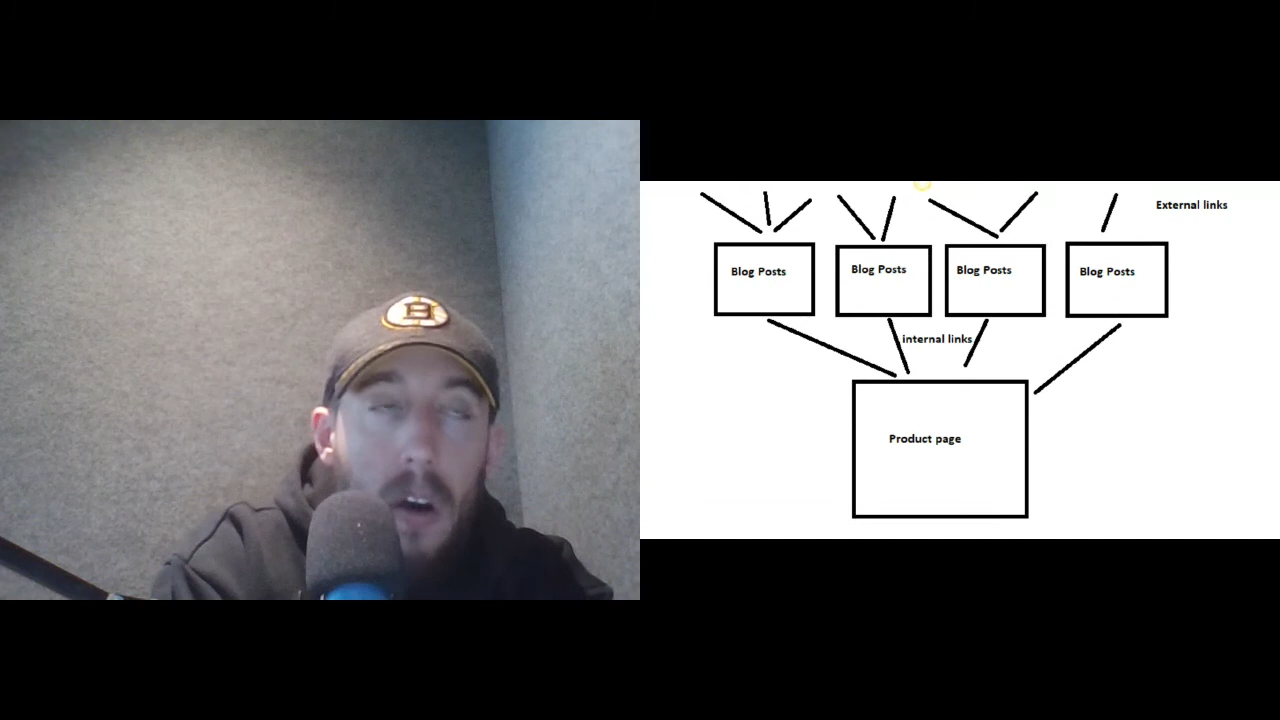 B
External links
Blog Posts
Blog Posts
Blog Posts
Blog Posts
internal links
Product page